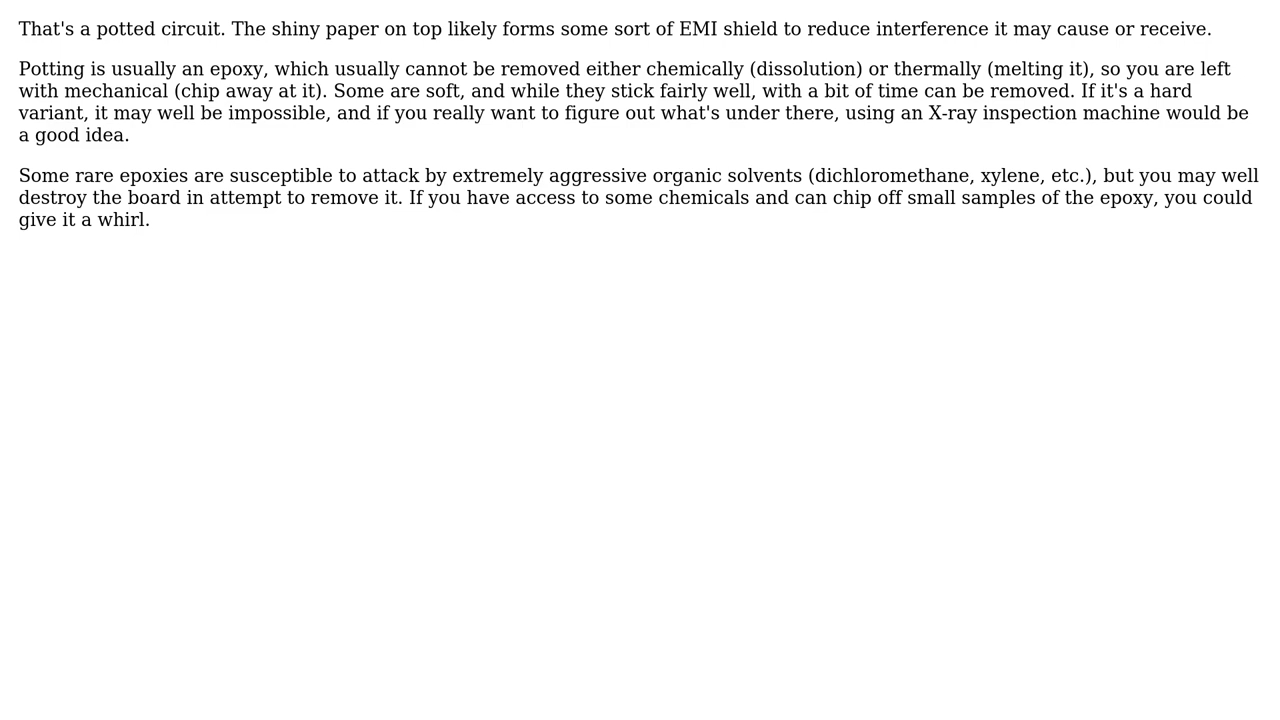 That's a potted circuit. The shiny paper on top likely forms some sort of EMI shield to reduce interference it may cause or receive.
Potting is usually an epoxy, which usually cannot be removed either chemically (dissolution) or thermally (melting it), so you are left
with mechanical (chip away at it). Some are soft, and while they stick fairly well, with a bit of time can be removed. If it's a hard
variant, it may well be impossible, and if you really want to figure out what's under there, using an X-ray inspection machine would be
a good idea.
Some rare epoxies are susceptible to attack by extremely aggressive organic solvents (dichloromethane, xylene, etc.), but you may well
destroy the board in attempt to remove it. If you have access to some chemicals and can chip off small samples of the epoxy, you could
give it a whirl.